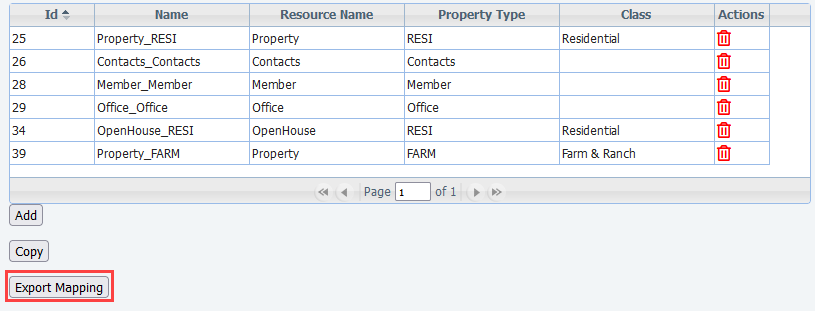 Id Name Resource Name Property Type Class Actions
25 Property_RESI Property RESI Residential
26 Contacts_Contacts Contacts Contacts
28 Member_Member Member Member
29 Office_Office Office Office
34 OpenHouse_RESI OpenHouse RESI Residential
39 Property_FARM Property FARM Farm & Ranch
Page 1 of 1
Add
Copy
Export Mapping